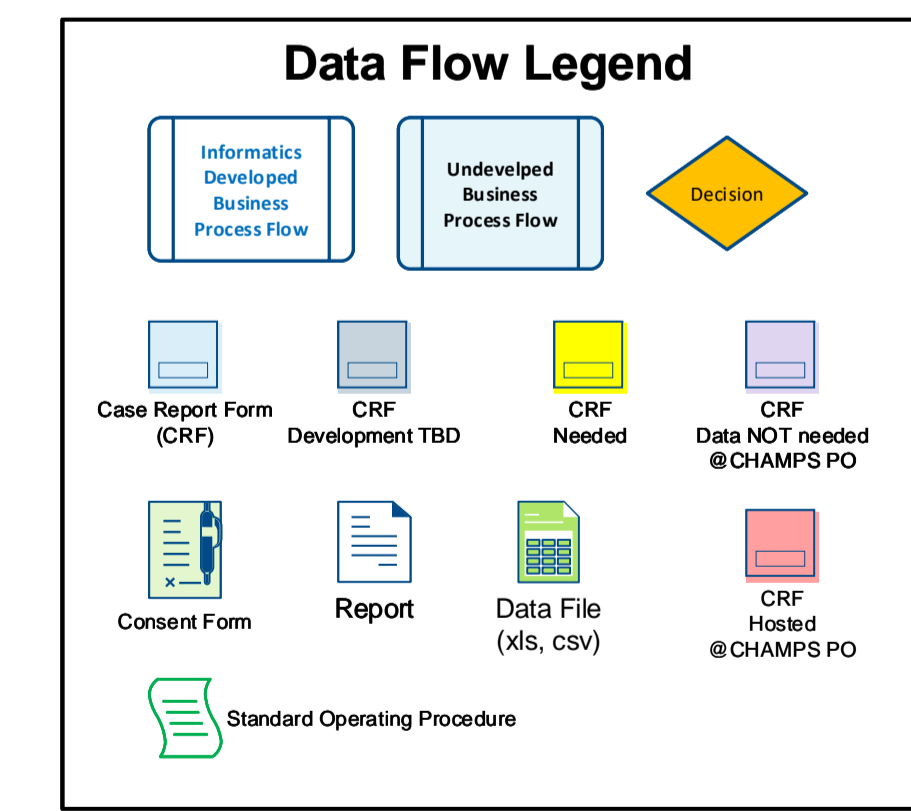 Data Flow Legend
Informatics
Developed
Business
Process Flow
Undevelped
Business
Process Flow
Decision
Case Report Form
(CRF)
CRF
Development TBD
CRF
Needed
CRF
Data NOT needed
@CHAMPS PO
Consent Form
Report
Data File
(xls, csv)
CRF
Hosted
@CHAMPS PO
Standard Operating Procedure